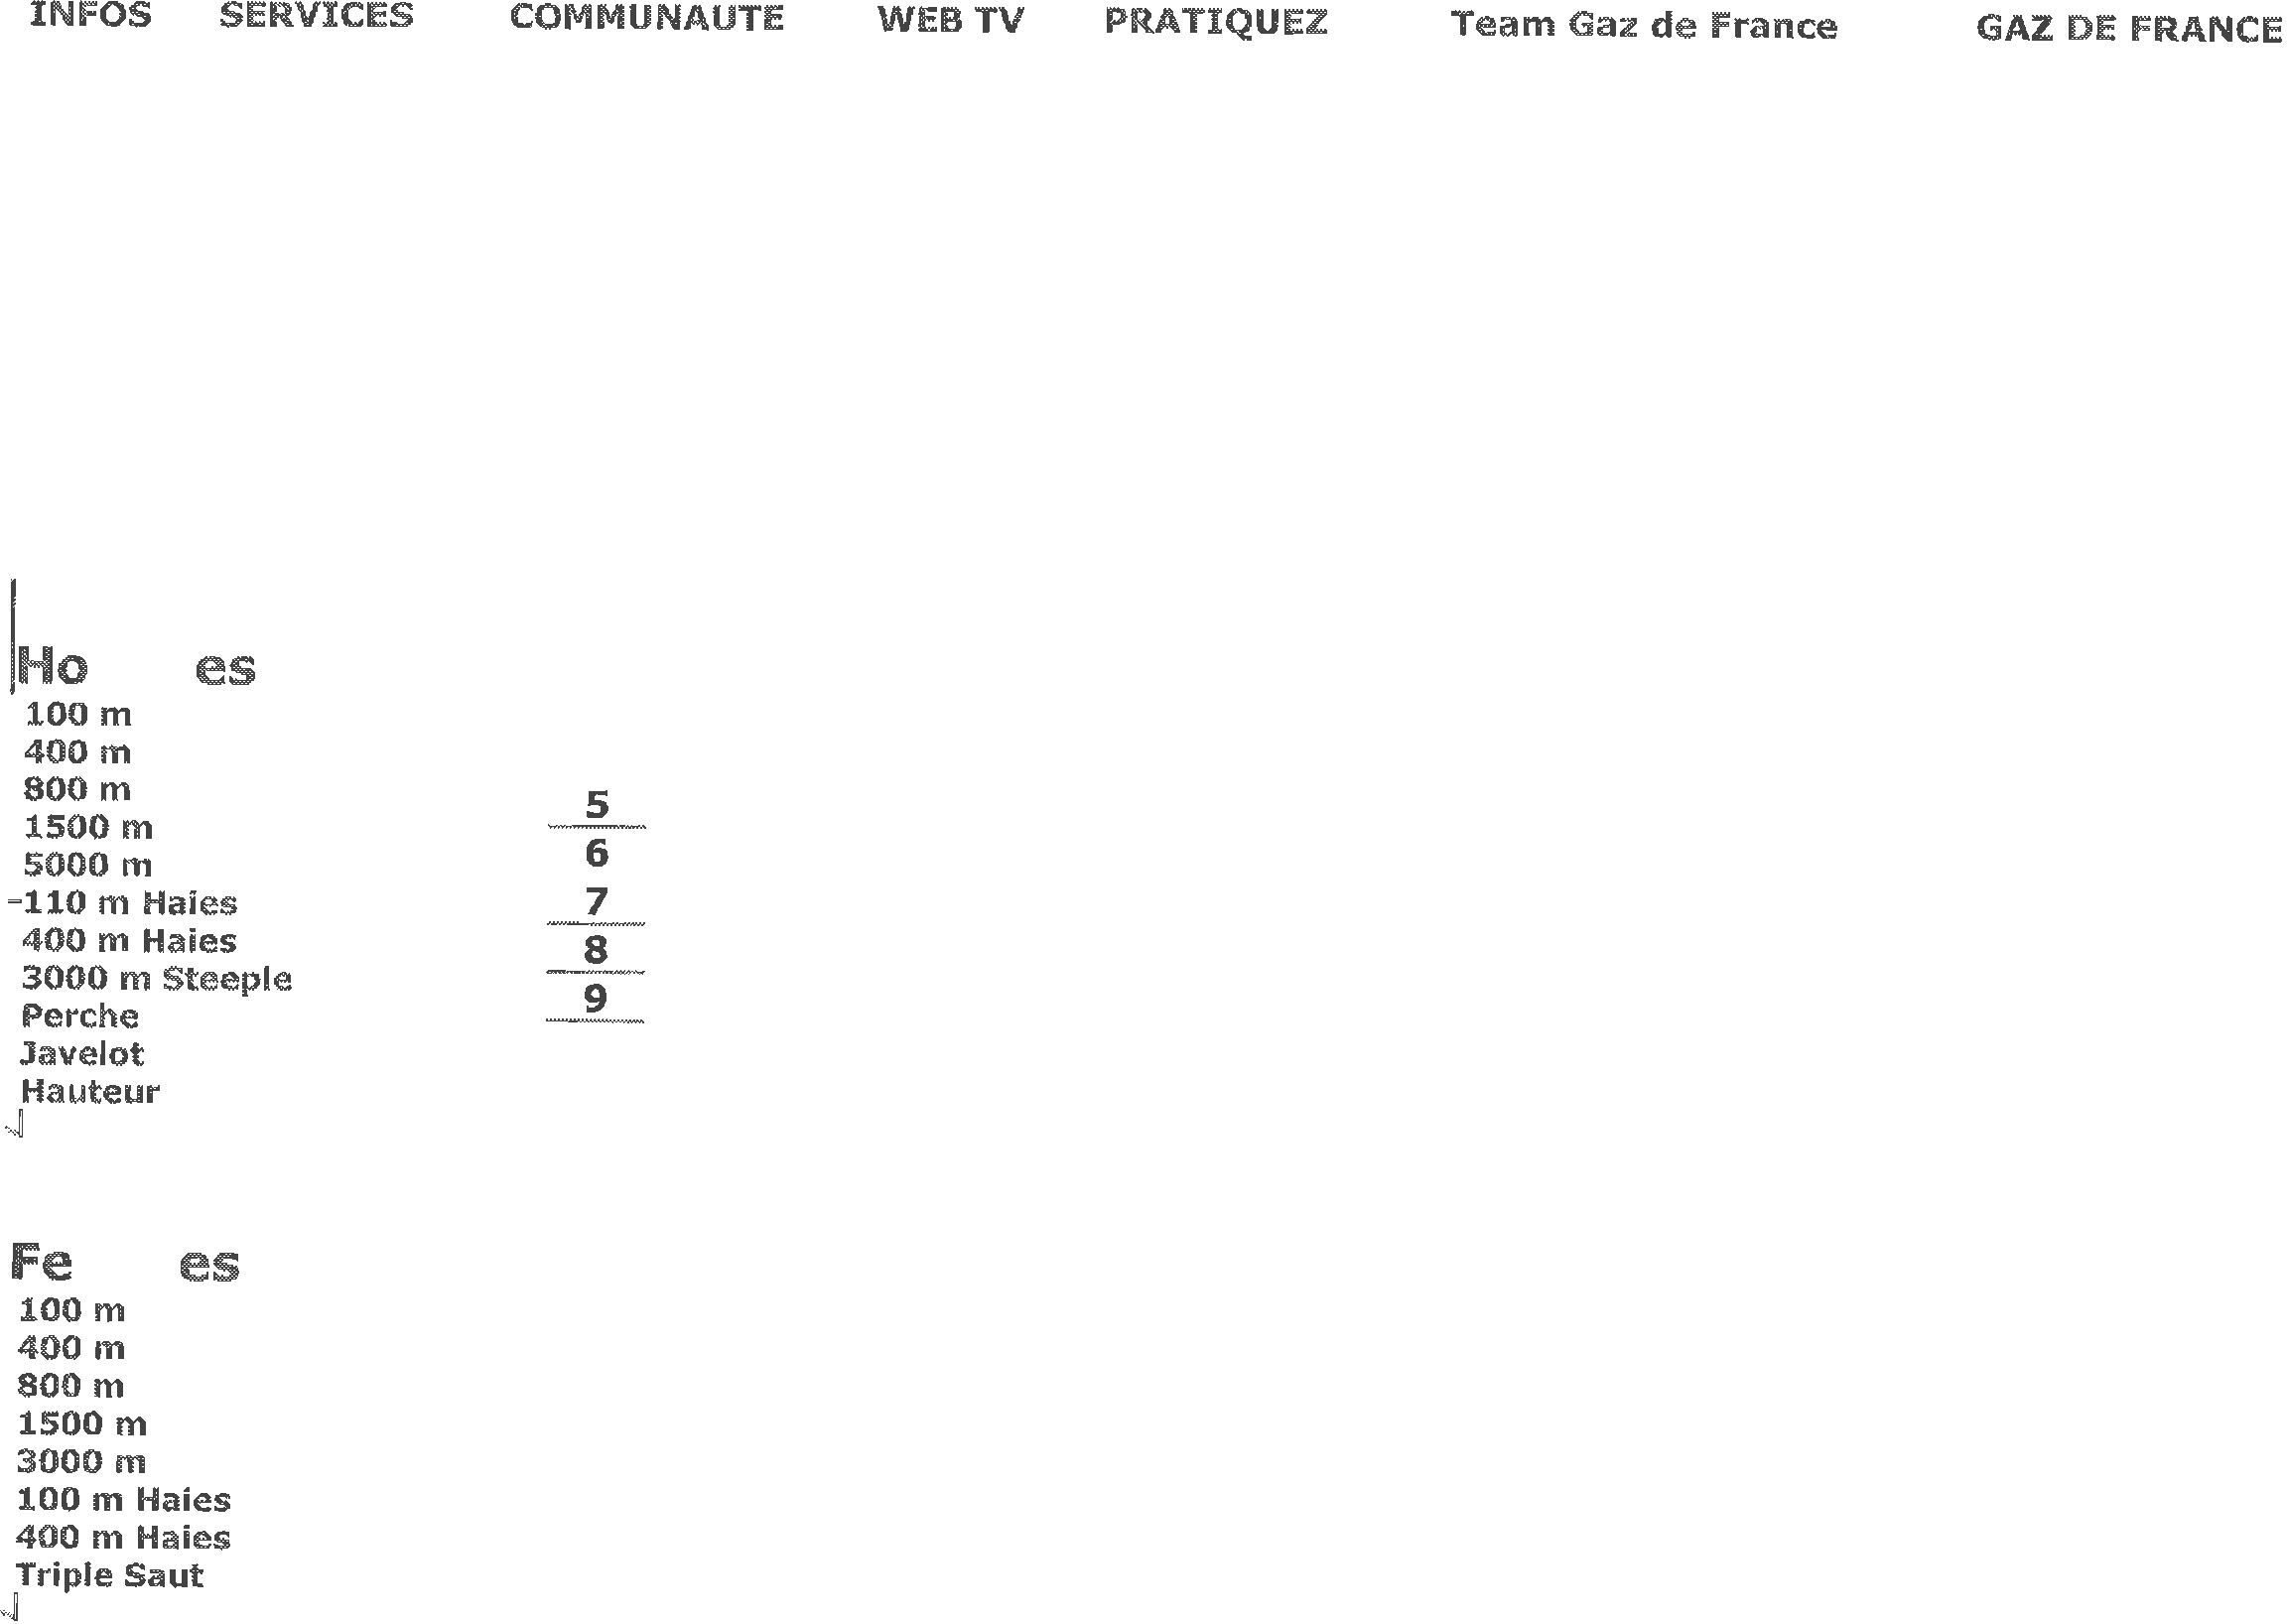 INFOS SERVICES COMMUNAUTE WEB TV PRATIQUEZ Team Gaz de France GAZ DE FRANCE
Ho es
100 m
400 m
800 m
1500 m
5000 m
-110 m Haies
400 m Haies
3000 m Steeple
Perche
Javelot
Hauteur
5
6
7
8
9
Fe es
100 m
400 m
800 m
1500 m
3000 m
100 m Haies
400 m Haies
Triple Saut